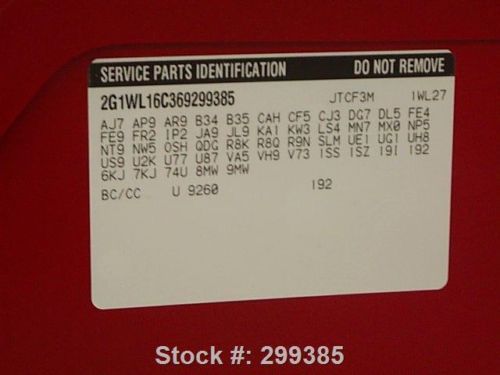 SERVICE PARTS IDENTIFICATION DO NOT REMOVE
2G1WL16C369299385 JTCF3M 1WL27
AJ7 AP9 AR9 B34 B35 CAH CF5 CJ3 DG7 DL5 FE4
FE9 FR2 IP2 JA9 JL9 KA1 KW3 LS4 MN7 MX0 NP5
NT9 NW5 OSH QDG R8K R8Q R9N SLM UE1 UG1 UH8
US9 U2K U77 U87 VA5 VH9 V73 1SS 1SZ 19I 192
6KJ 7KJ 74U 8MW 9MW
BC/CC U 9260 192
Stock #: 299385